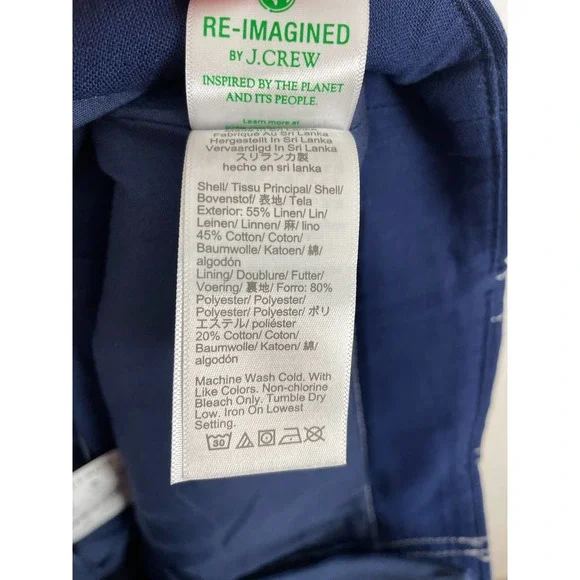 RE-IMAGINED
BY J.CREW
INSPIRED BY THE PLANET
AND ITS PEOPLE.
Learn more at
Fabriqué Au Sri Lanka
Hergestellt In Sri Lanka
Vervaardigd In Sri Lanka
スリランカ製
hecho en sri lanka
Shell/ Tissu Principal/ Shell/
Bovenstof/ 表地/ Tela
Exterior: 55% Linen/ Lin/
Leinen/ Linnen/ 麻/ lino
45% Cotton/ Coton/
Baumwolle/ Katoen/ 綿/
algodón
Lining/ Doublure/ Futter/
Voering/ 裏地/ Forro: 80%
Polyester/ Polyester/
Polyester/ Polyester/ ポリ
エステル/ poliéster
20% Cotton/ Coton/
Baumwolle/ Katoen/ 綿/
algodón
Machine Wash Cold. With
Like Colors. Non-chlorine
Bleach Only. Tumble Dry
Low. Iron On Lowest
Setting.
30